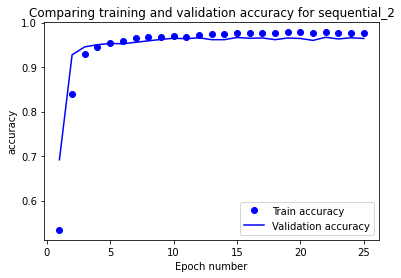 Comparing training and validation accuracy for sequential_2
1.0
0.9
0.8
0.7
0.6
accuracy
0
5
10
15
20
25
Epoch number
Train accuracy
Validation accuracy